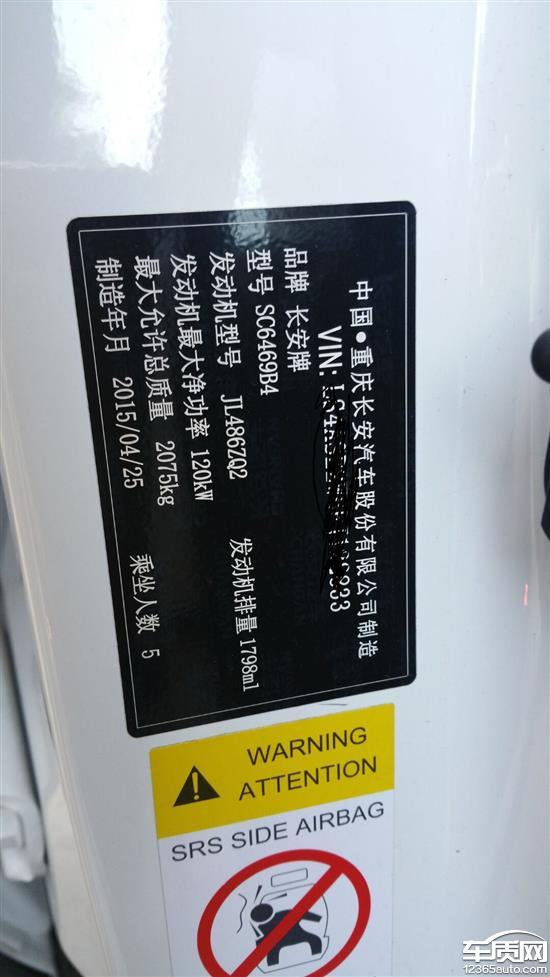 中国●重庆长安汽车股份有限公司制造
VIN:
品牌 长安牌
型号 SC6469B4
发动机型号 JL486ZQ2 发动机排量 1798ml
发动机最大净功率 120kW
最大允许总质量 2075kg
制造年月 2015/04/25 乘坐人数 5
WARNING
ATTENTION
SRS SIDE AIRBAG
车质网
12365auto.com